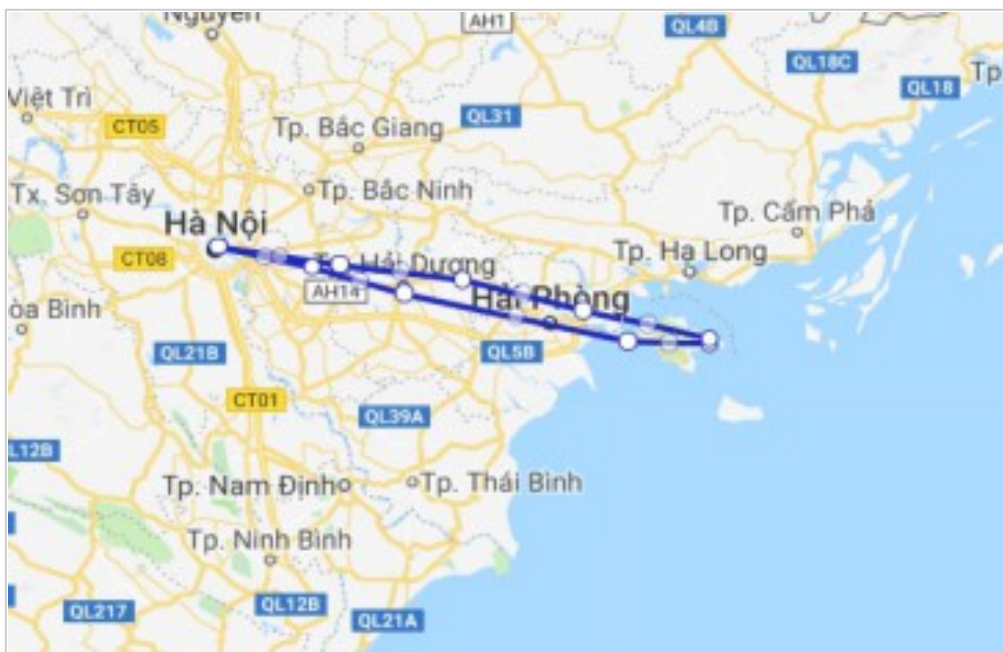 Nguyên
AH1
QL4B
QL18C
Tp
QL18
Việt Trì
CT05
QL31
Tp. Bắc Giang
Tx. Sơn Tây
Tp. Bắc Ninh
Hà Nội
Tp. Cẩm Phả
CT08
Tp. Hạ Long
Hải Dương
AH14
Hải Phòng
òa Bình
QL21B
QL5B
CT01
QL39A
L12B
Tp. Nam Định
Tp. Thái Bình
Tp. Ninh Bình
QL217
QL12B
QL21A